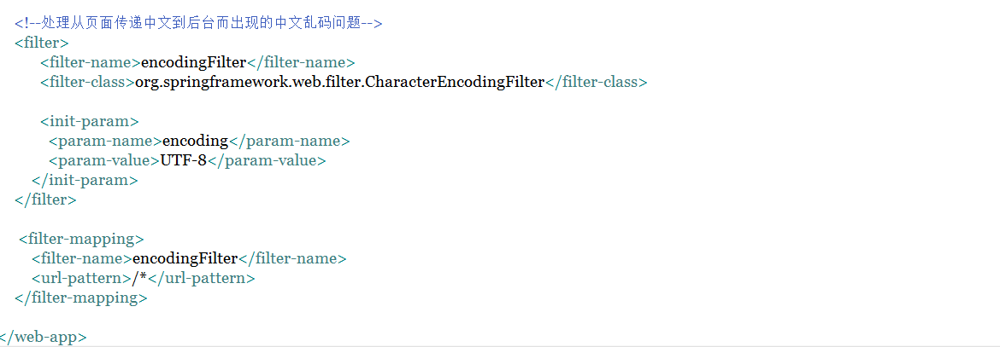 <!--处理从页面传递中文到后台而出现的中文乱码问题-->
<filter>
<filter-name>encodingFilter</filter-name>
<filter-class>org.springframework.web.filter.CharacterEncodingFilter</filter-class>
<init-param>
<param-name>encoding</param-name>
<param-value>UTF-8</param-value>
</init-param>
</filter>
<filter-mapping>
<filter-name>encodingFilter</filter-name>
<url-pattern>/*</url-pattern>
</filter-mapping>
</web-app>